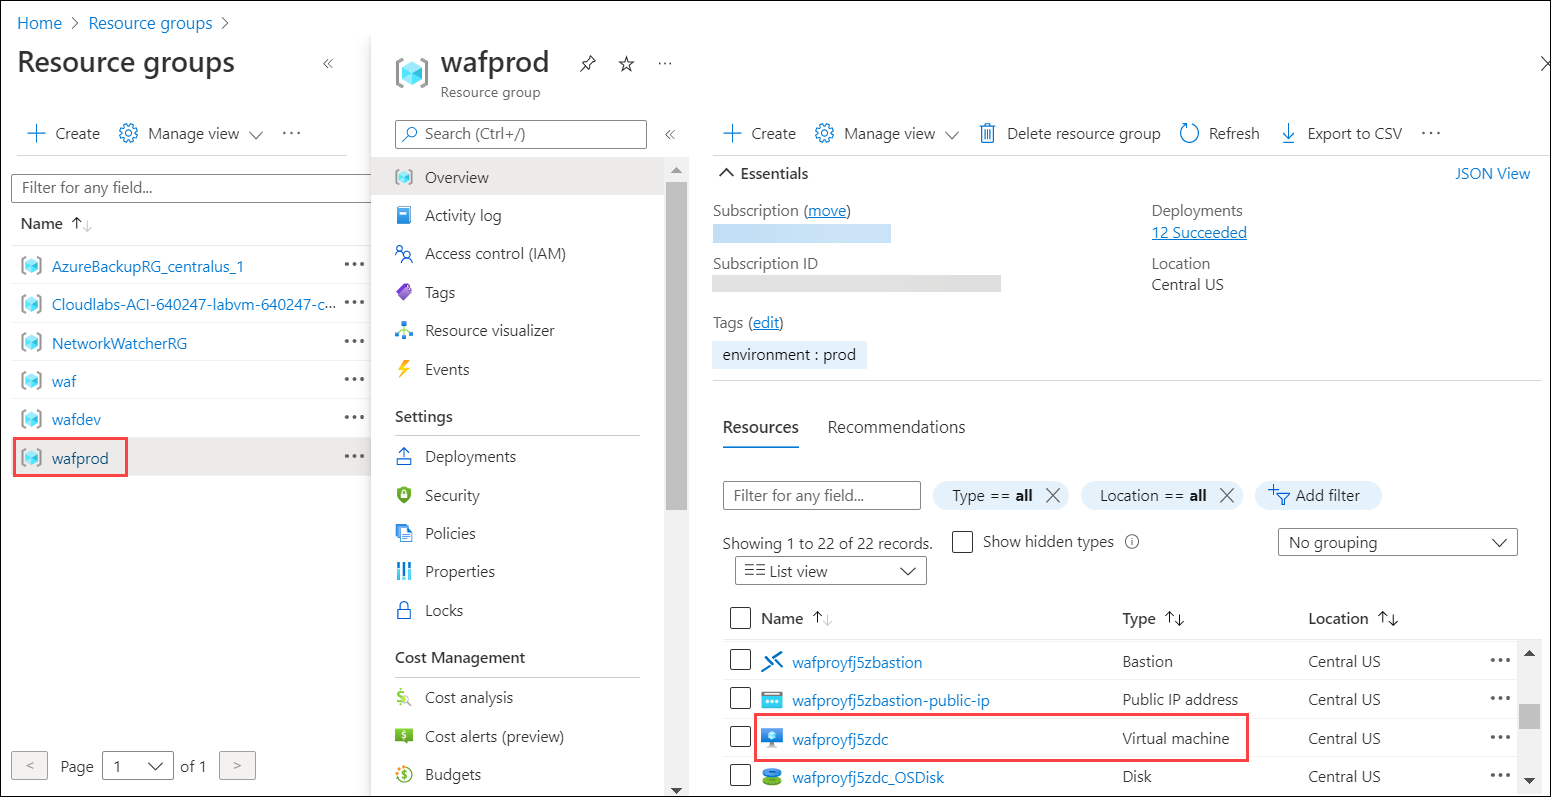 Home > Resource groups >
Resource groups «
Create Manage view ···
Filter for any field...
Name ↑↓
AzureBackupRG_centralus_1 ···
Cloudlabs-ACI-640247-labvm-640247-c... ···
NetworkWatcherRG ···
waf ···
wafdev ···
wafprod ···
< Page 1 of 1 >
wafprod ···
Resource group
Search (Ctrl+/) «
Overview
Activity log
Access control (IAM)
Tags
Resource visualizer
Events
Settings
Deployments
Security
Policies
Properties
Locks
Cost Management
Cost analysis
Cost alerts (preview)
Budgets
Create Manage view Delete resource group Refresh Export to CSV ···
Essentials JSON View
Subscription (move)
Deployments
12 Succeeded
Subscription ID
Location
Central US
Tags (edit)
environment : prod
Resources Recommendations
Filter for any field... Type == all Location == all Add filter
Showing 1 to 22 of 22 records. Show hidden types No grouping
List view
Name ↑↓ Type ↑↓ Location ↑↓
wafproyfj5zbastion Bastion Central US ···
wafproyfj5zbastion-public-ip Public IP address Central US ···
wafproyfj5zdc Virtual machine Central US ···
wafproyfj5zdc_OSDisk Disk Central US ···